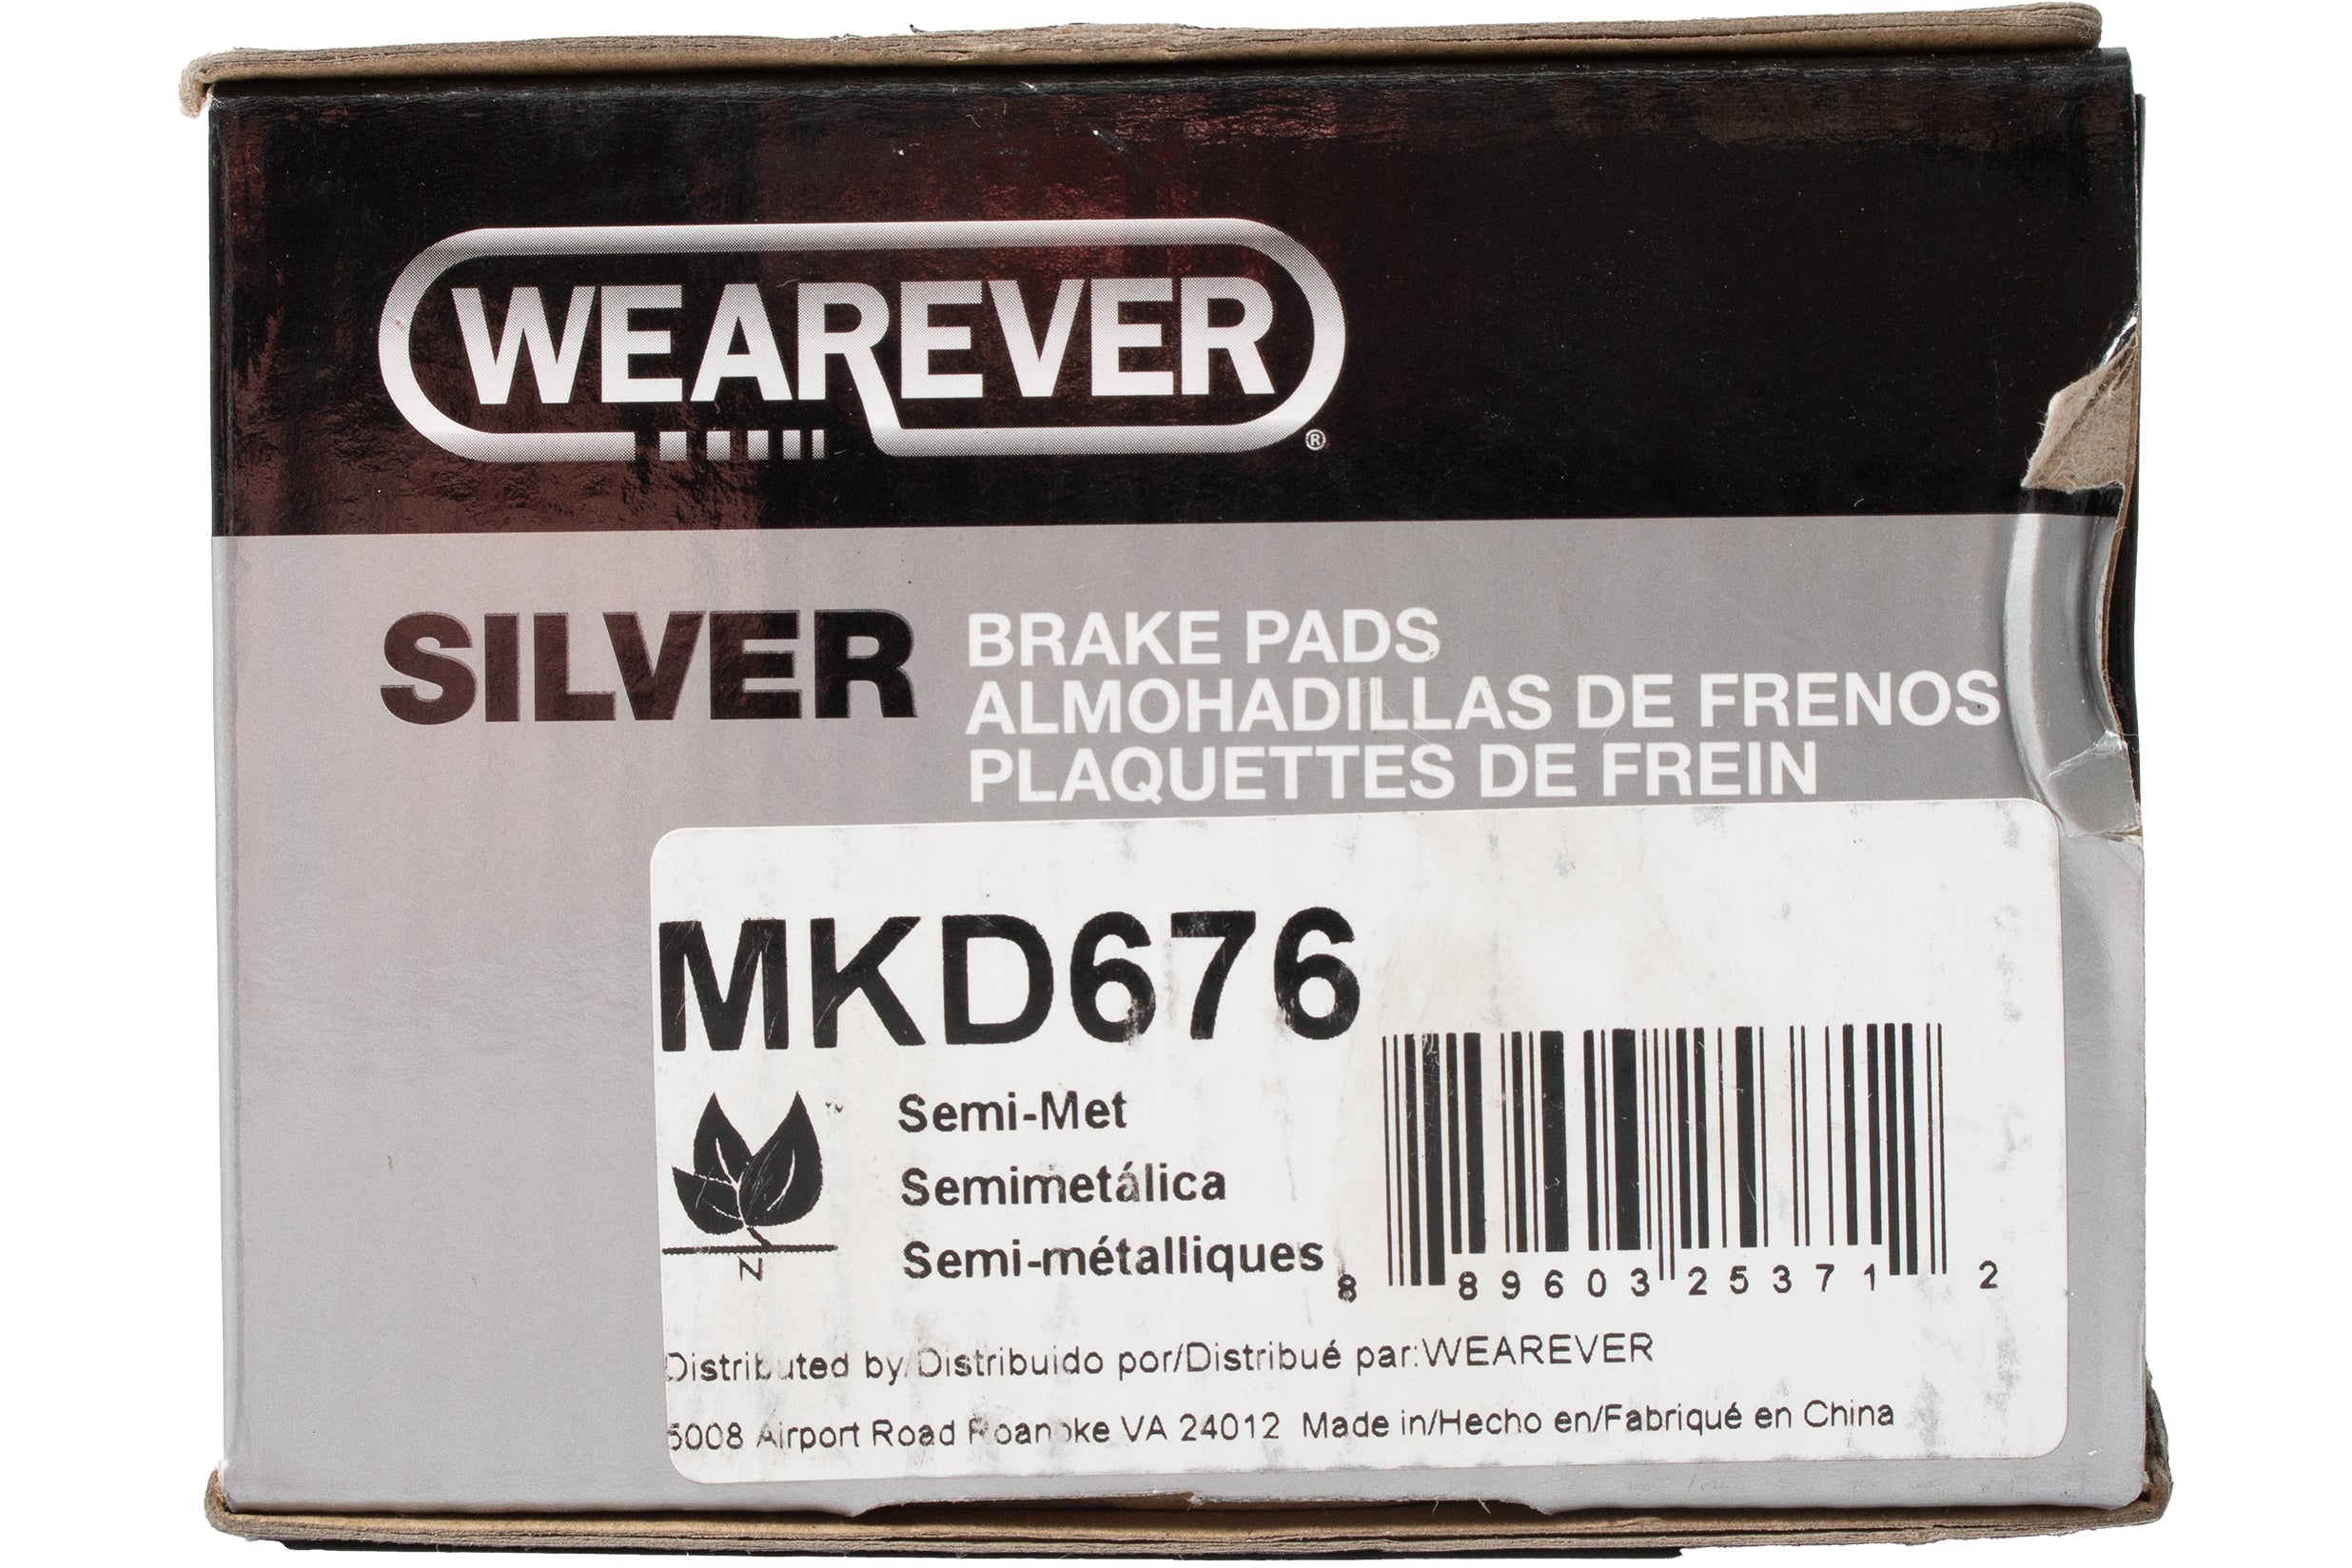 WEAREVER®
SILVER
BRAKE PADS
ALMOHADILLAS DE FRENOS
PLAQUETTES DE FREIN
MKD676
™
N
Semi-Met
Semimetálica
Semi-métalliques
8 89603 25371 2
Distributed by/Distribuido por/Distribué par:WEAREVER
5008 Airport Road Roanoke VA 24012 Made in/Hecho en/Fabriqué en China